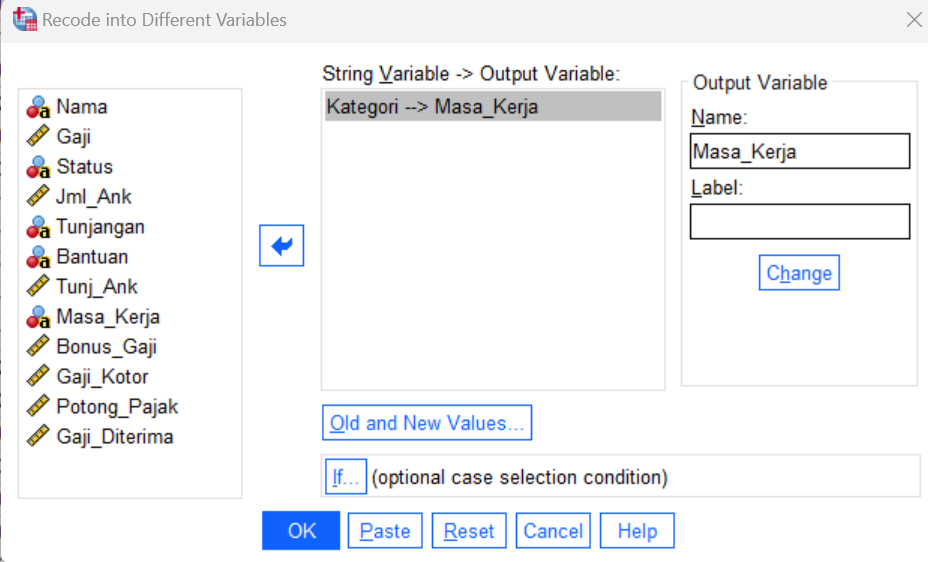 Recode into Different Variables
Nama
Gaji
Status
Jml_Ank
Tunjangan
Bantuan
Tunj_Ank
Masa_Kerja
Bonus_Gaji
Gaji_Kotor
Potong_Pajak
Gaji_Diterima
String Variable -> Output Variable:
Kategori --> Masa_Kerja
Output Variable
Name:
Masa_Kerja
Label:
Change
Old and New Values...
If... (optional case selection condition)
OK Paste Reset Cancel Help